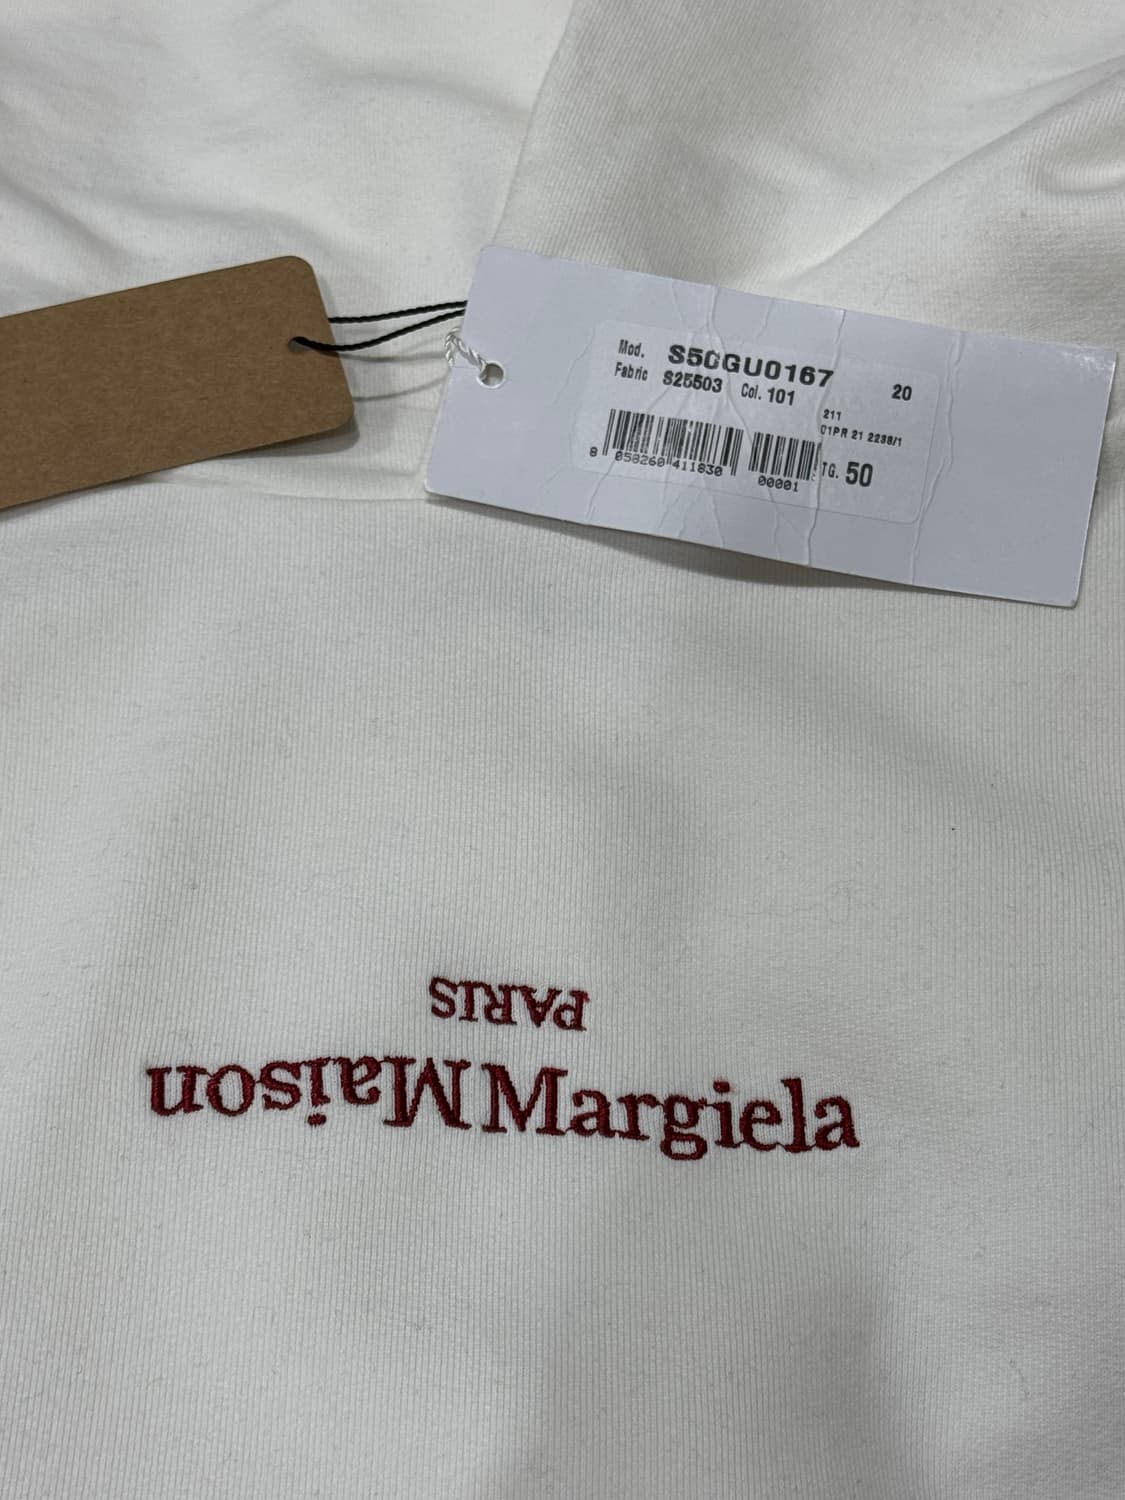 Mod. S50GU0167 20
Fabric S25503 Col. 101
211
01PR 21 2238/1
8 058260 411830
00001
TG. 50
PARIS
Maison Margiela